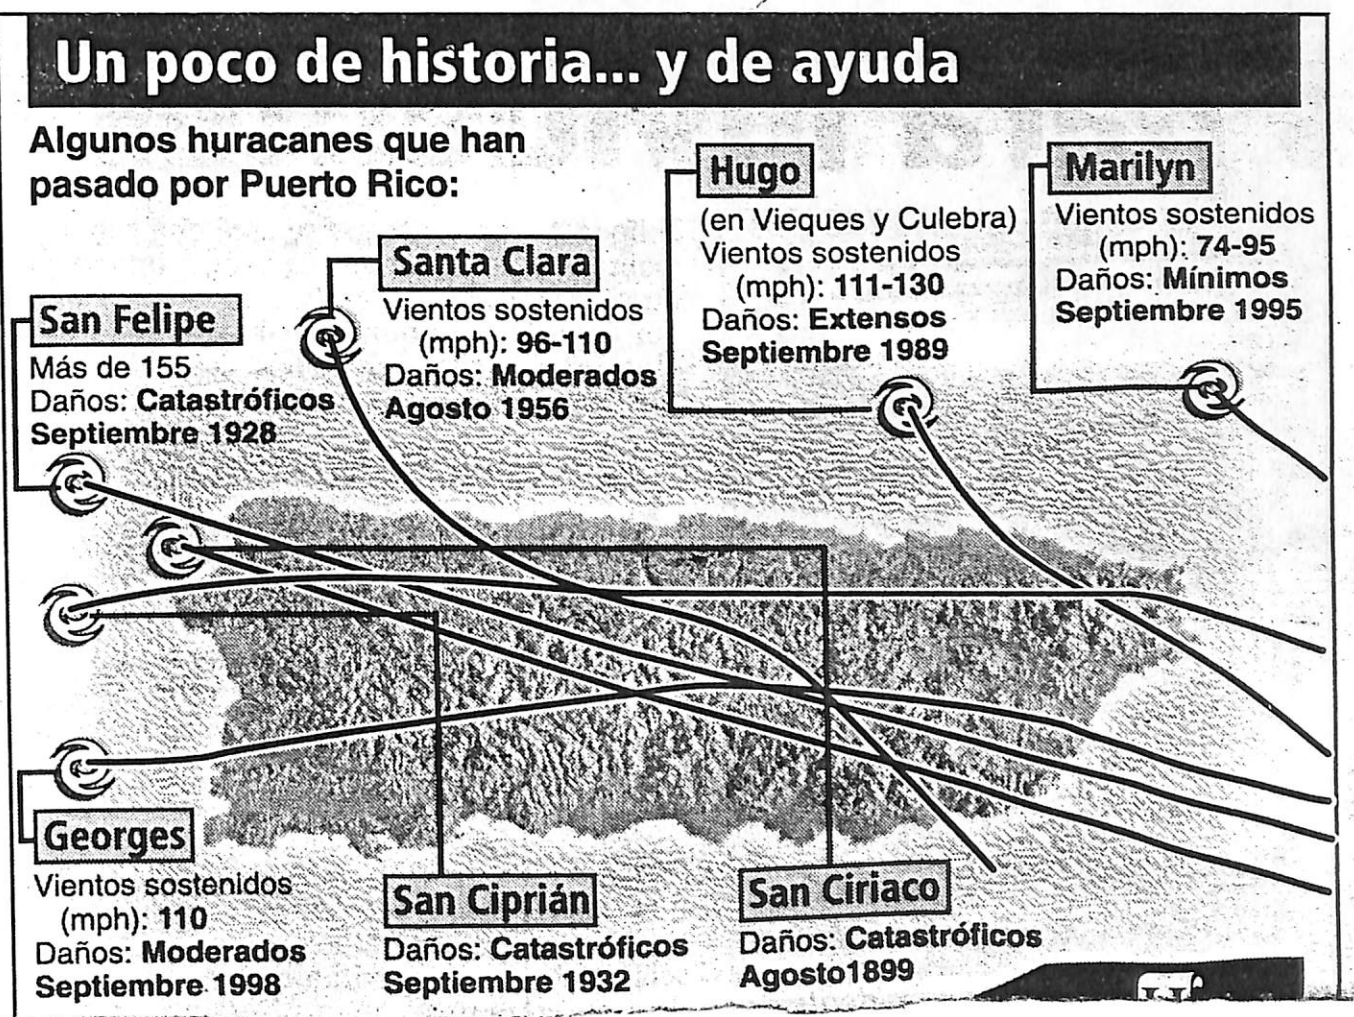 Un poco de historia... y de ayuda
Algunos huracanes que han
pasado por Puerto Rico:
San Felipe
Más de 155
Daños: Catastróficos
Septiembre 1928
Santa Clara
Vientos sostenidos
(mph): 96-110
Daños: Moderados
Agosto 1956
Hugo
(en Vieques y Culebra)
Vientos sostenidos
(mph): 111-130
Daños: Extensos
Septiembre 1989
Marilyn
Vientos sostenidos
(mph): 74-95
Daños: Mínimos
Septiembre 1995
Georges
Vientos sostenidos
(mph): 110
Daños: Moderados
Septiembre 1998
San Ciprián
Daños: Catastróficos
Septiembre 1932
San Ciriaco
Daños: Catastróficos
Agosto1899